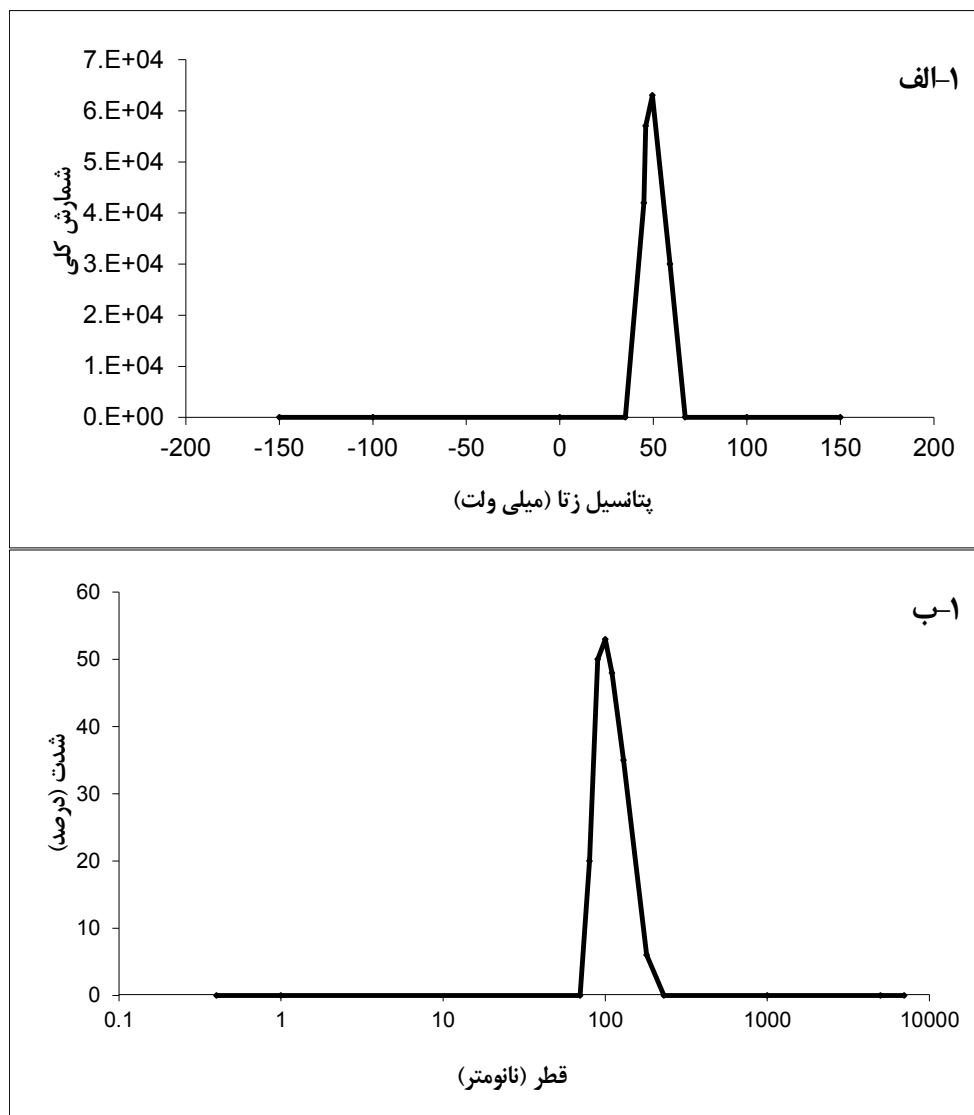 ۱-الف
7.E+04
6.E+04
5.E+04
4.E+04
3.E+04
2.E+04
1.E+04
0.E+00
شمارش کلی
-200 -150 -100 -50 0 50 100 150 200
پتانسیل زتا (میلی ولت)
۱-ب
60
50
40
30
20
10
0
شدت (درصد)
0.1 1 10 100 1000 10000
قطر (نانومتر)